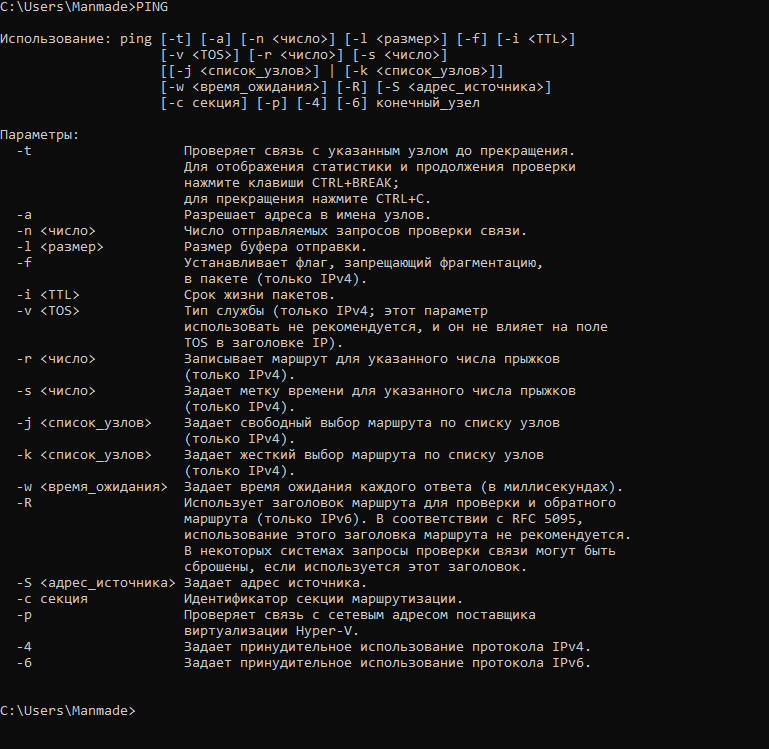 C:\Users\Manmade>PING
Использование: ping [-t] [-a] [-n <число>] [-l <размер>] [-f] [-i <TTL>]
[-v <TOS>] [-r <число>] [-s <число>]
[[-j <список_узлов>] | [-k <список_узлов>]]
[-w <время_ожидания>] [-R] [-S <адрес_источника>]
[-c секция] [-p] [-4] [-6] конечный_узел
Параметры:
-t Проверяет связь с указанным узлом до прекращения.
Для отображения статистики и продолжения проверки
нажмите клавиши CTRL+BREAK;
для прекращения нажмите CTRL+C.
-a Разрешает адреса в имена узлов.
-n <число> Число отправляемых запросов проверки связи.
-l <размер> Размер буфера отправки.
-f Устанавливает флаг, запрещающий фрагментацию,
в пакете (только IPv4).
-i <TTL> Срок жизни пакетов.
-v <TOS> Тип службы (только IPv4; этот параметр
использовать не рекомендуется, и он не влияет на поле
TOS в заголовке IP).
-r <число> Записывает маршрут для указанного числа прыжков
(только IPv4).
-s <число> Задает метку времени для указанного числа прыжков
(только IPv4).
-j <список_узлов> Задает свободный выбор маршрута по списку узлов
(только IPv4).
-k <список_узлов> Задает жесткий выбор маршрута по списку узлов
(только IPv4).
-w <время_ожидания> Задает время ожидания каждого ответа (в миллисекундах).
-R Использует заголовок маршрута для проверки и обратного
маршрута (только IPv6). В соответствии с RFC 5095,
использование этого заголовка маршрута не рекомендуется.
В некоторых системах запросы проверки связи могут быть
сброшены, если используется этот заголовок.
-S <адрес_источника> Задает адрес источника.
-c секция Идентификатор секции маршрутизации.
-p Проверяет связь с сетевым адресом поставщика
виртуализации Hyper-V.
-4 Задает принудительное использование протокола IPv4.
-6 Задает принудительное использование протокола IPv6.
C:\Users\Manmade>